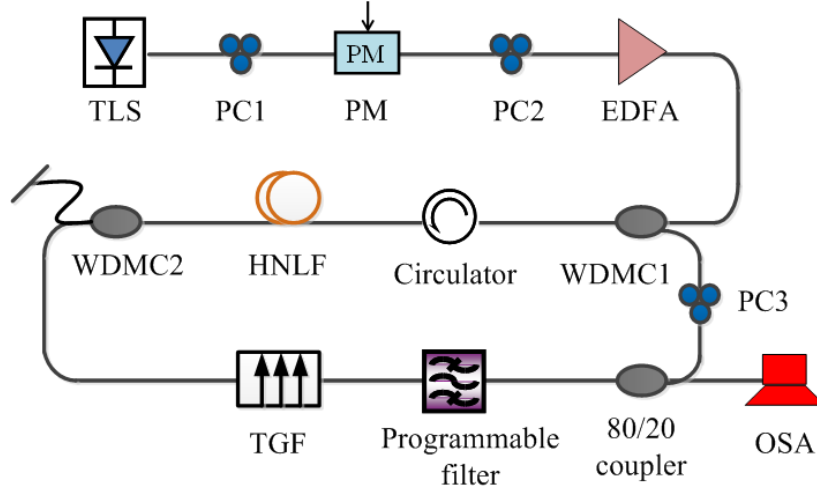 PM
TLS
PC1
PM
PC2
EDFA
WDMC2
HNLF
Circulator
WDMC1
PC3
TGF
Programmable
filter
80/20
coupler
OSA